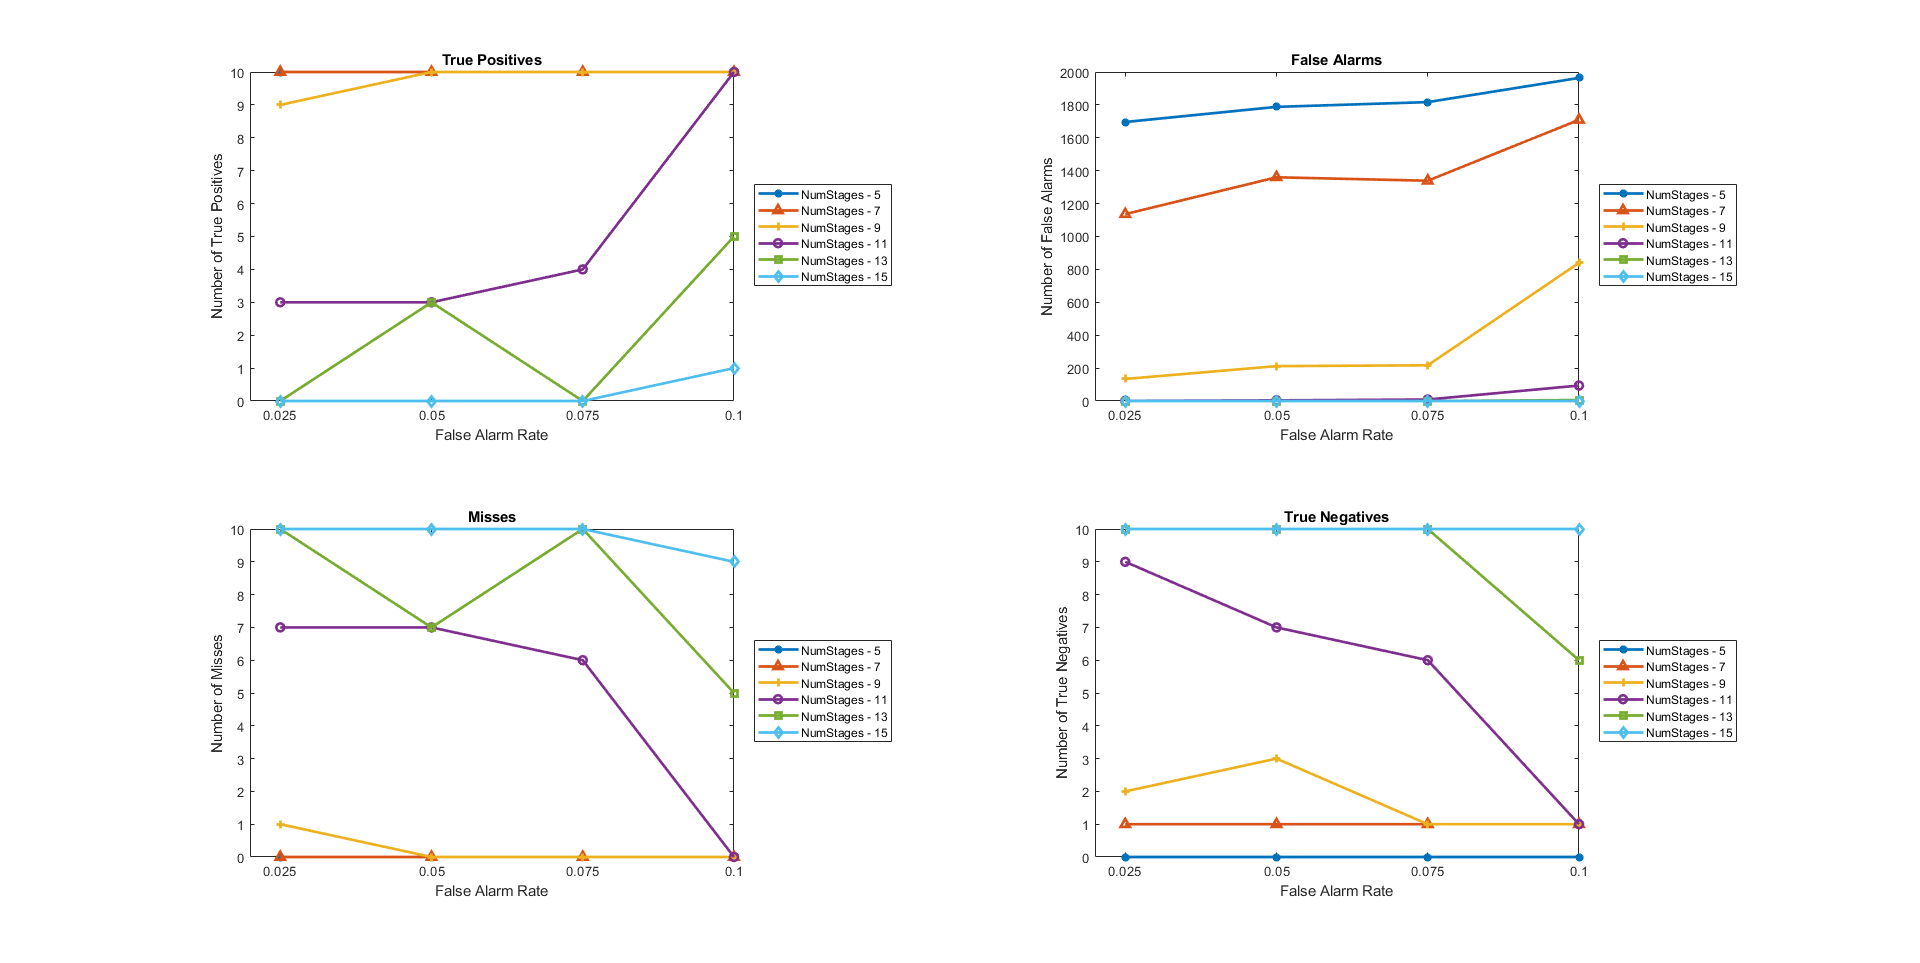 True Positives
10
9
8
7
6
5
4
3
2
1
0
Number of True Positives
0.025 0.05 0.075 0.1
False Alarm Rate
NumStages - 5
NumStages - 7
NumStages - 9
NumStages - 11
NumStages - 13
NumStages - 15
False Alarms
2000
1800
1600
1400
1200
1000
800
600
400
200
0
Number of False Alarms
0.025 0.05 0.075 0.1
False Alarm Rate
NumStages - 5
NumStages - 7
NumStages - 9
NumStages - 11
NumStages - 13
NumStages - 15
Misses
10
9
8
7
6
5
4
3
2
1
0
Number of Misses
0.025 0.05 0.075 0.1
False Alarm Rate
NumStages - 5
NumStages - 7
NumStages - 9
NumStages - 11
NumStages - 13
NumStages - 15
True Negatives
10
9
8
7
6
5
4
3
2
1
0
Number of True Negatives
0.025 0.05 0.075 0.1
False Alarm Rate
NumStages - 5
NumStages - 7
NumStages - 9
NumStages - 11
NumStages - 13
NumStages - 15